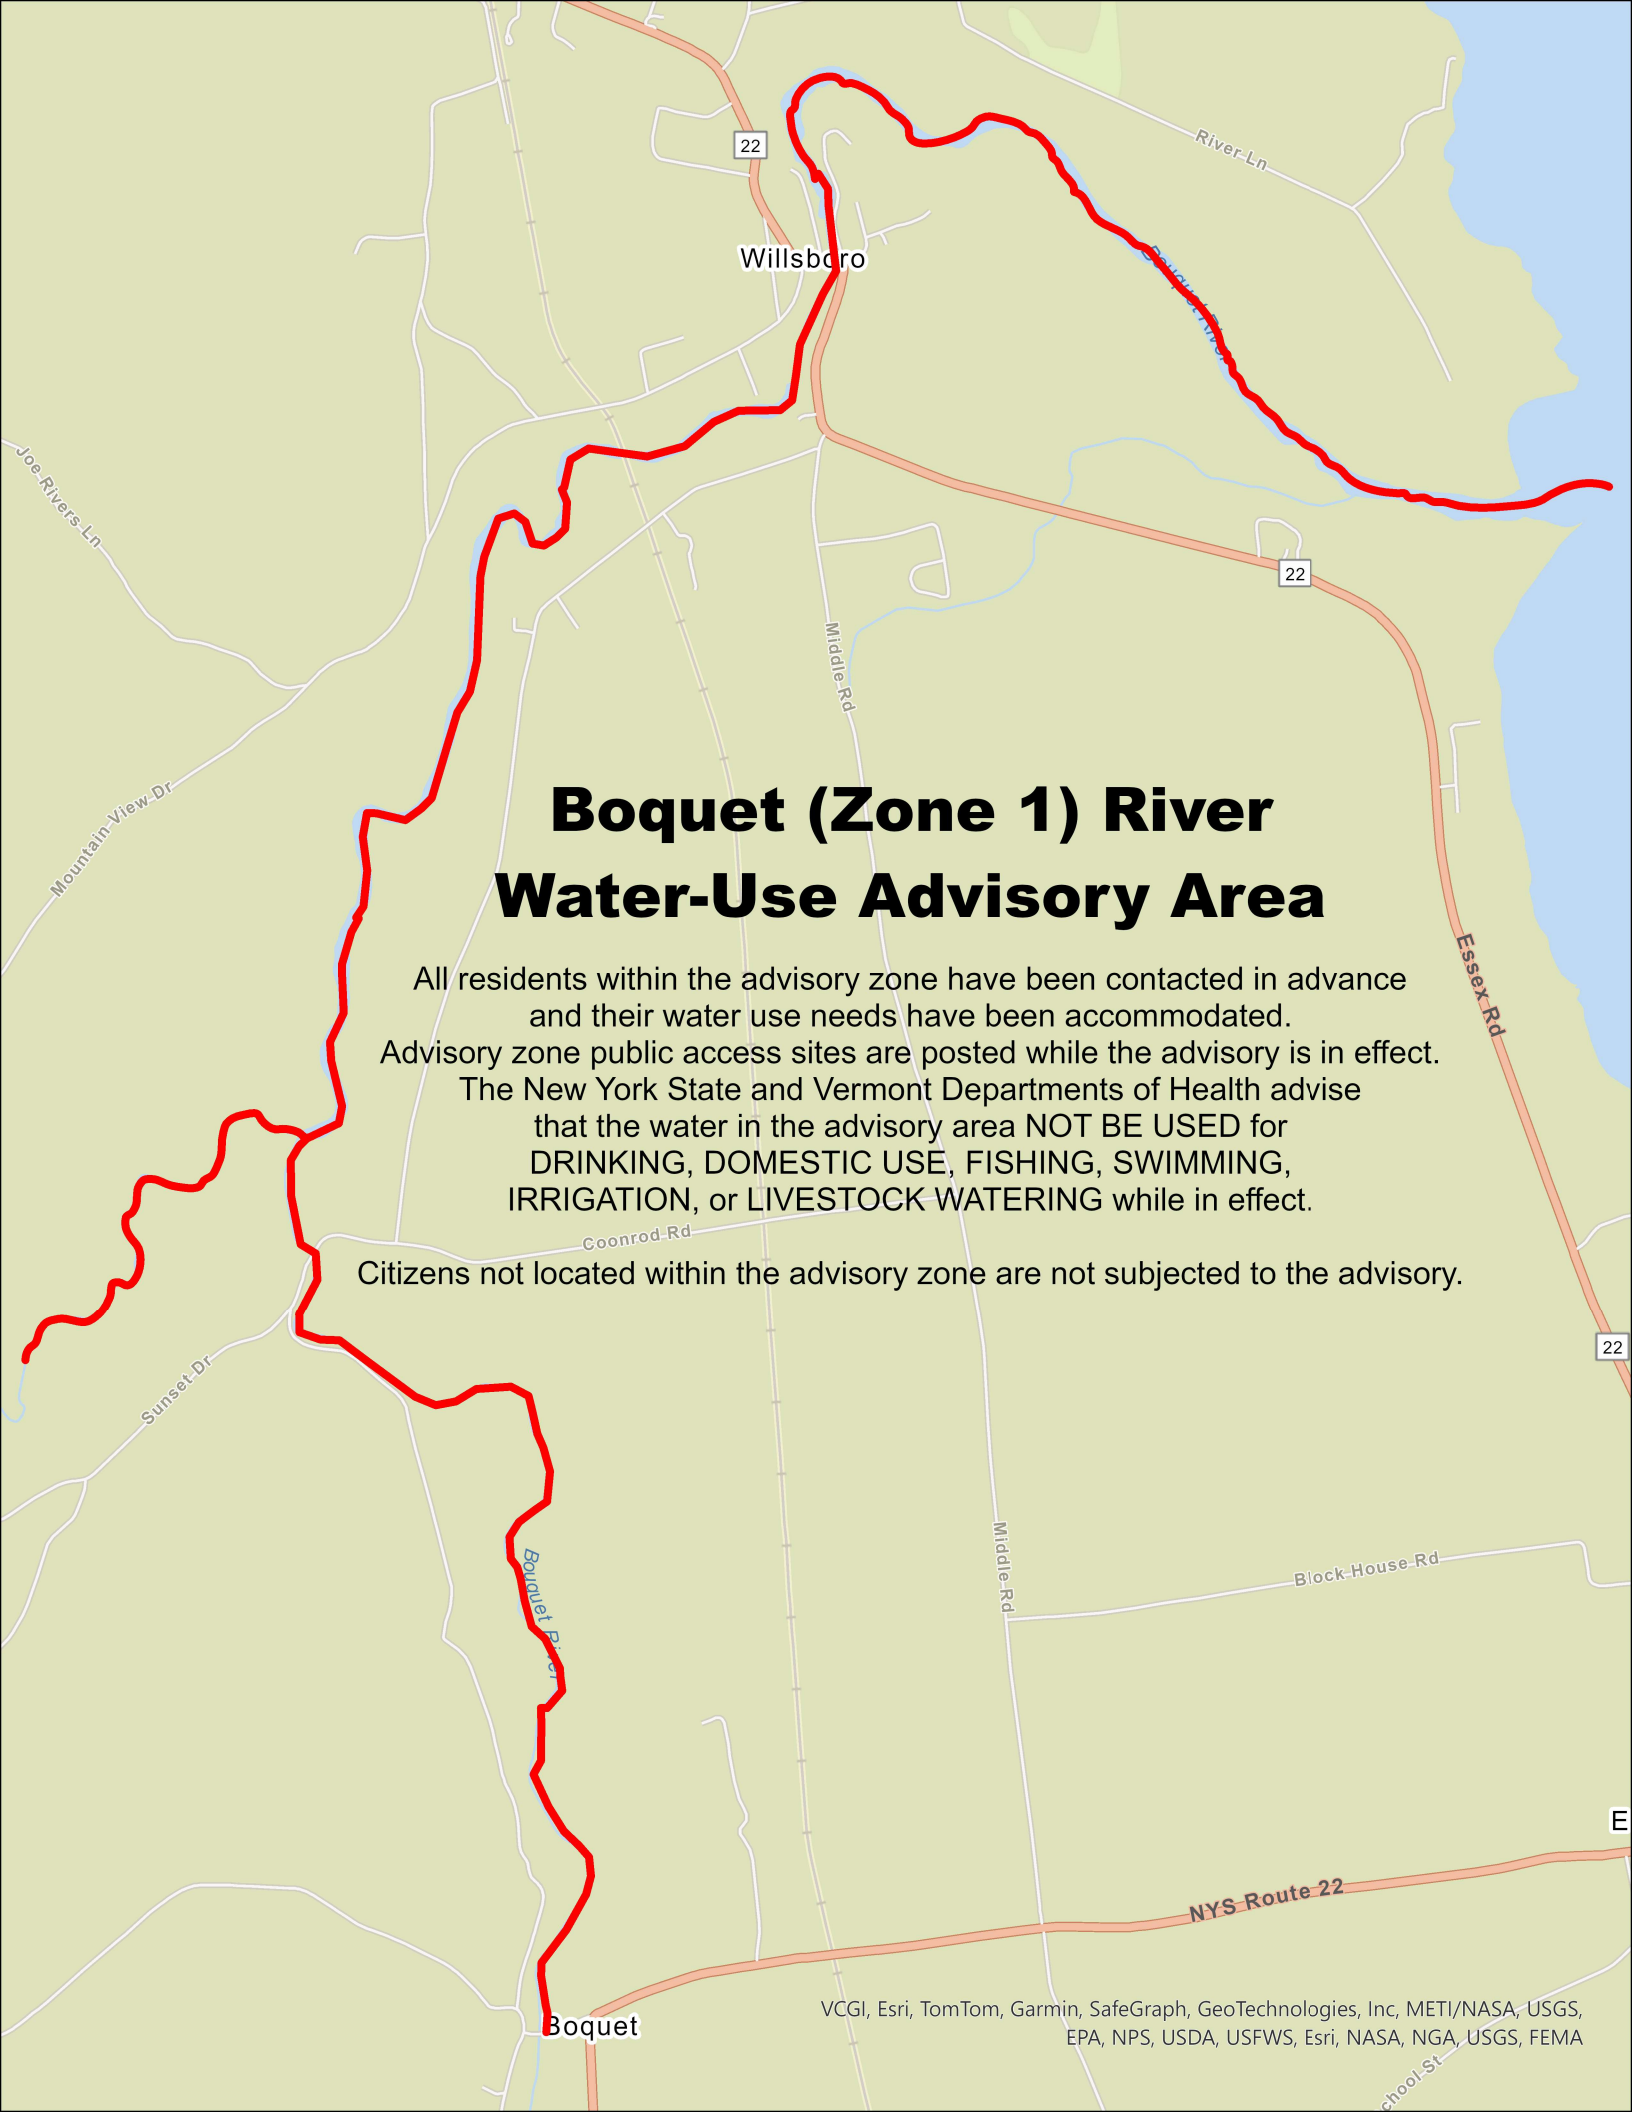 22
River Ln
Willsboro
Bouquet River
Joe Rivers Ln
22
Middle Rd
Mountain View Dr
Boquet (Zone 1) River
Water-Use Advisory Area
Essex Rd
All residents within the advisory zone have been contacted in advance
and their water use needs have been accommodated.
Advisory zone public access sites are posted while the advisory is in effect.
The New York State and Vermont Departments of Health advise
that the water in the advisory area NOT BE USED for
DRINKING, DOMESTIC USE, FISHING, SWIMMING,
IRRIGATION, or LIVESTOCK WATERING while in effect.
Coonrod Rd
Citizens not located within the advisory zone are not subjected to the advisory.
22
Sunset Dr
Middle Rd
Bouquet River
Block House Rd
E
NYS Route 22
Boquet
VCGI, Esri, TomTom, Garmin, SafeGraph, GeoTechnologies, Inc, METI/NASA, USGS,
EPA, NPS, USDA, USFWS, Esri, NASA, NGA, USGS, FEMA
chool St